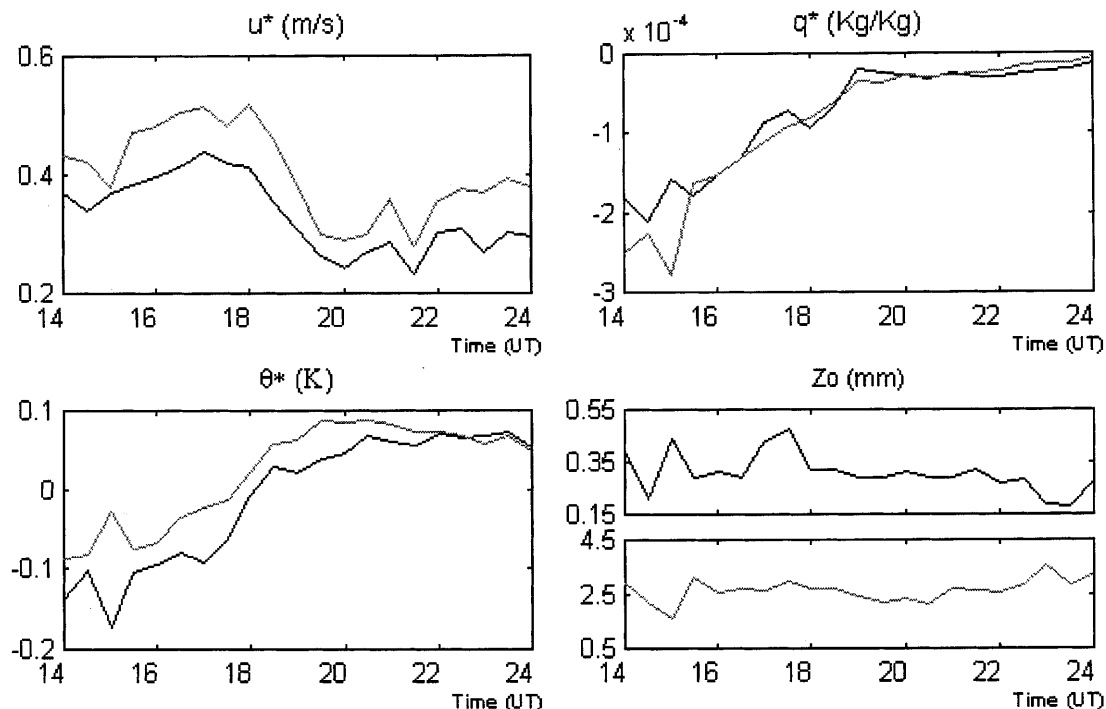 u* (m/s)
0.6
0.4
0.2
14 16 18 20 22 24
Time (UT)
q* (Kg/Kg)
x 10^-4
0
-1
-2
-3
14 16 18 20 22 24
Time (UT)
θ* (K)
0.1
0
-0.1
-0.2
14 16 18 20 22 24
Time (UT)
Zo (mm)
0.55
0.35
0.15
4.5
2.5
0.5
14 16 18 20 22 24
Time (UT)